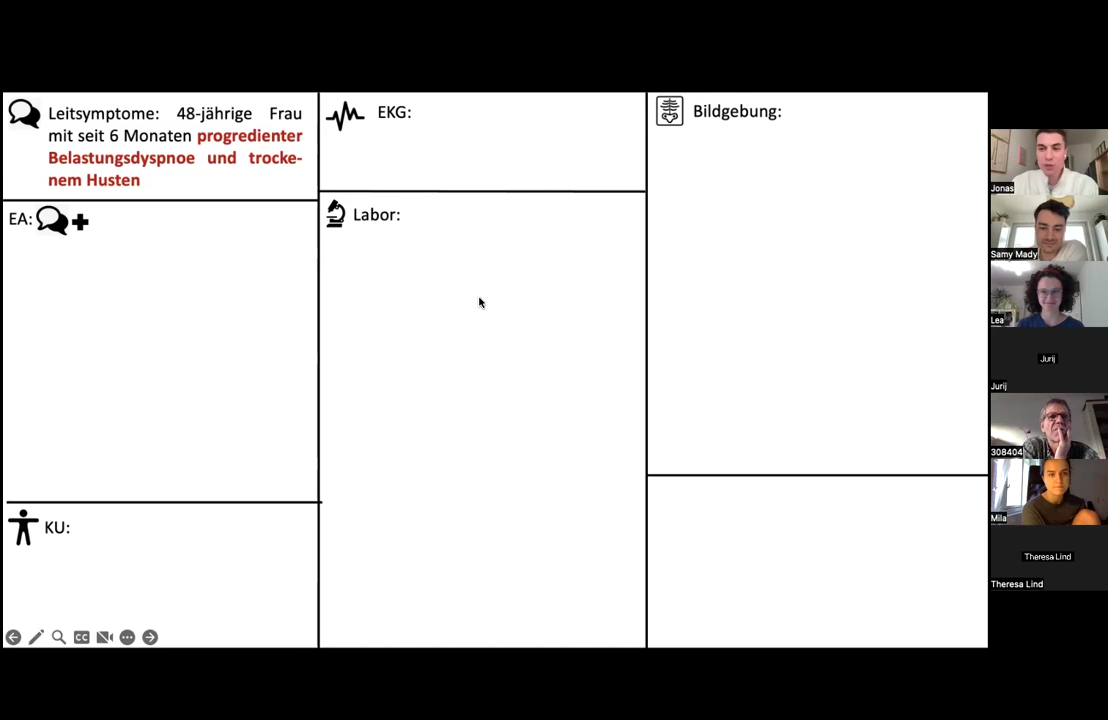 Leitsymptome: 48-jährige Frau
mit seit 6 Monaten progredienter
Belastungsdyspnoe und trocke-
nem Husten
EA:
KU:
EKG:
Labor:
Bildgebung:
CC
Jonas
Samy Mady
Lea
Jurij
Jurij
308404
Mila
Theresa Lind
Theresa Lind